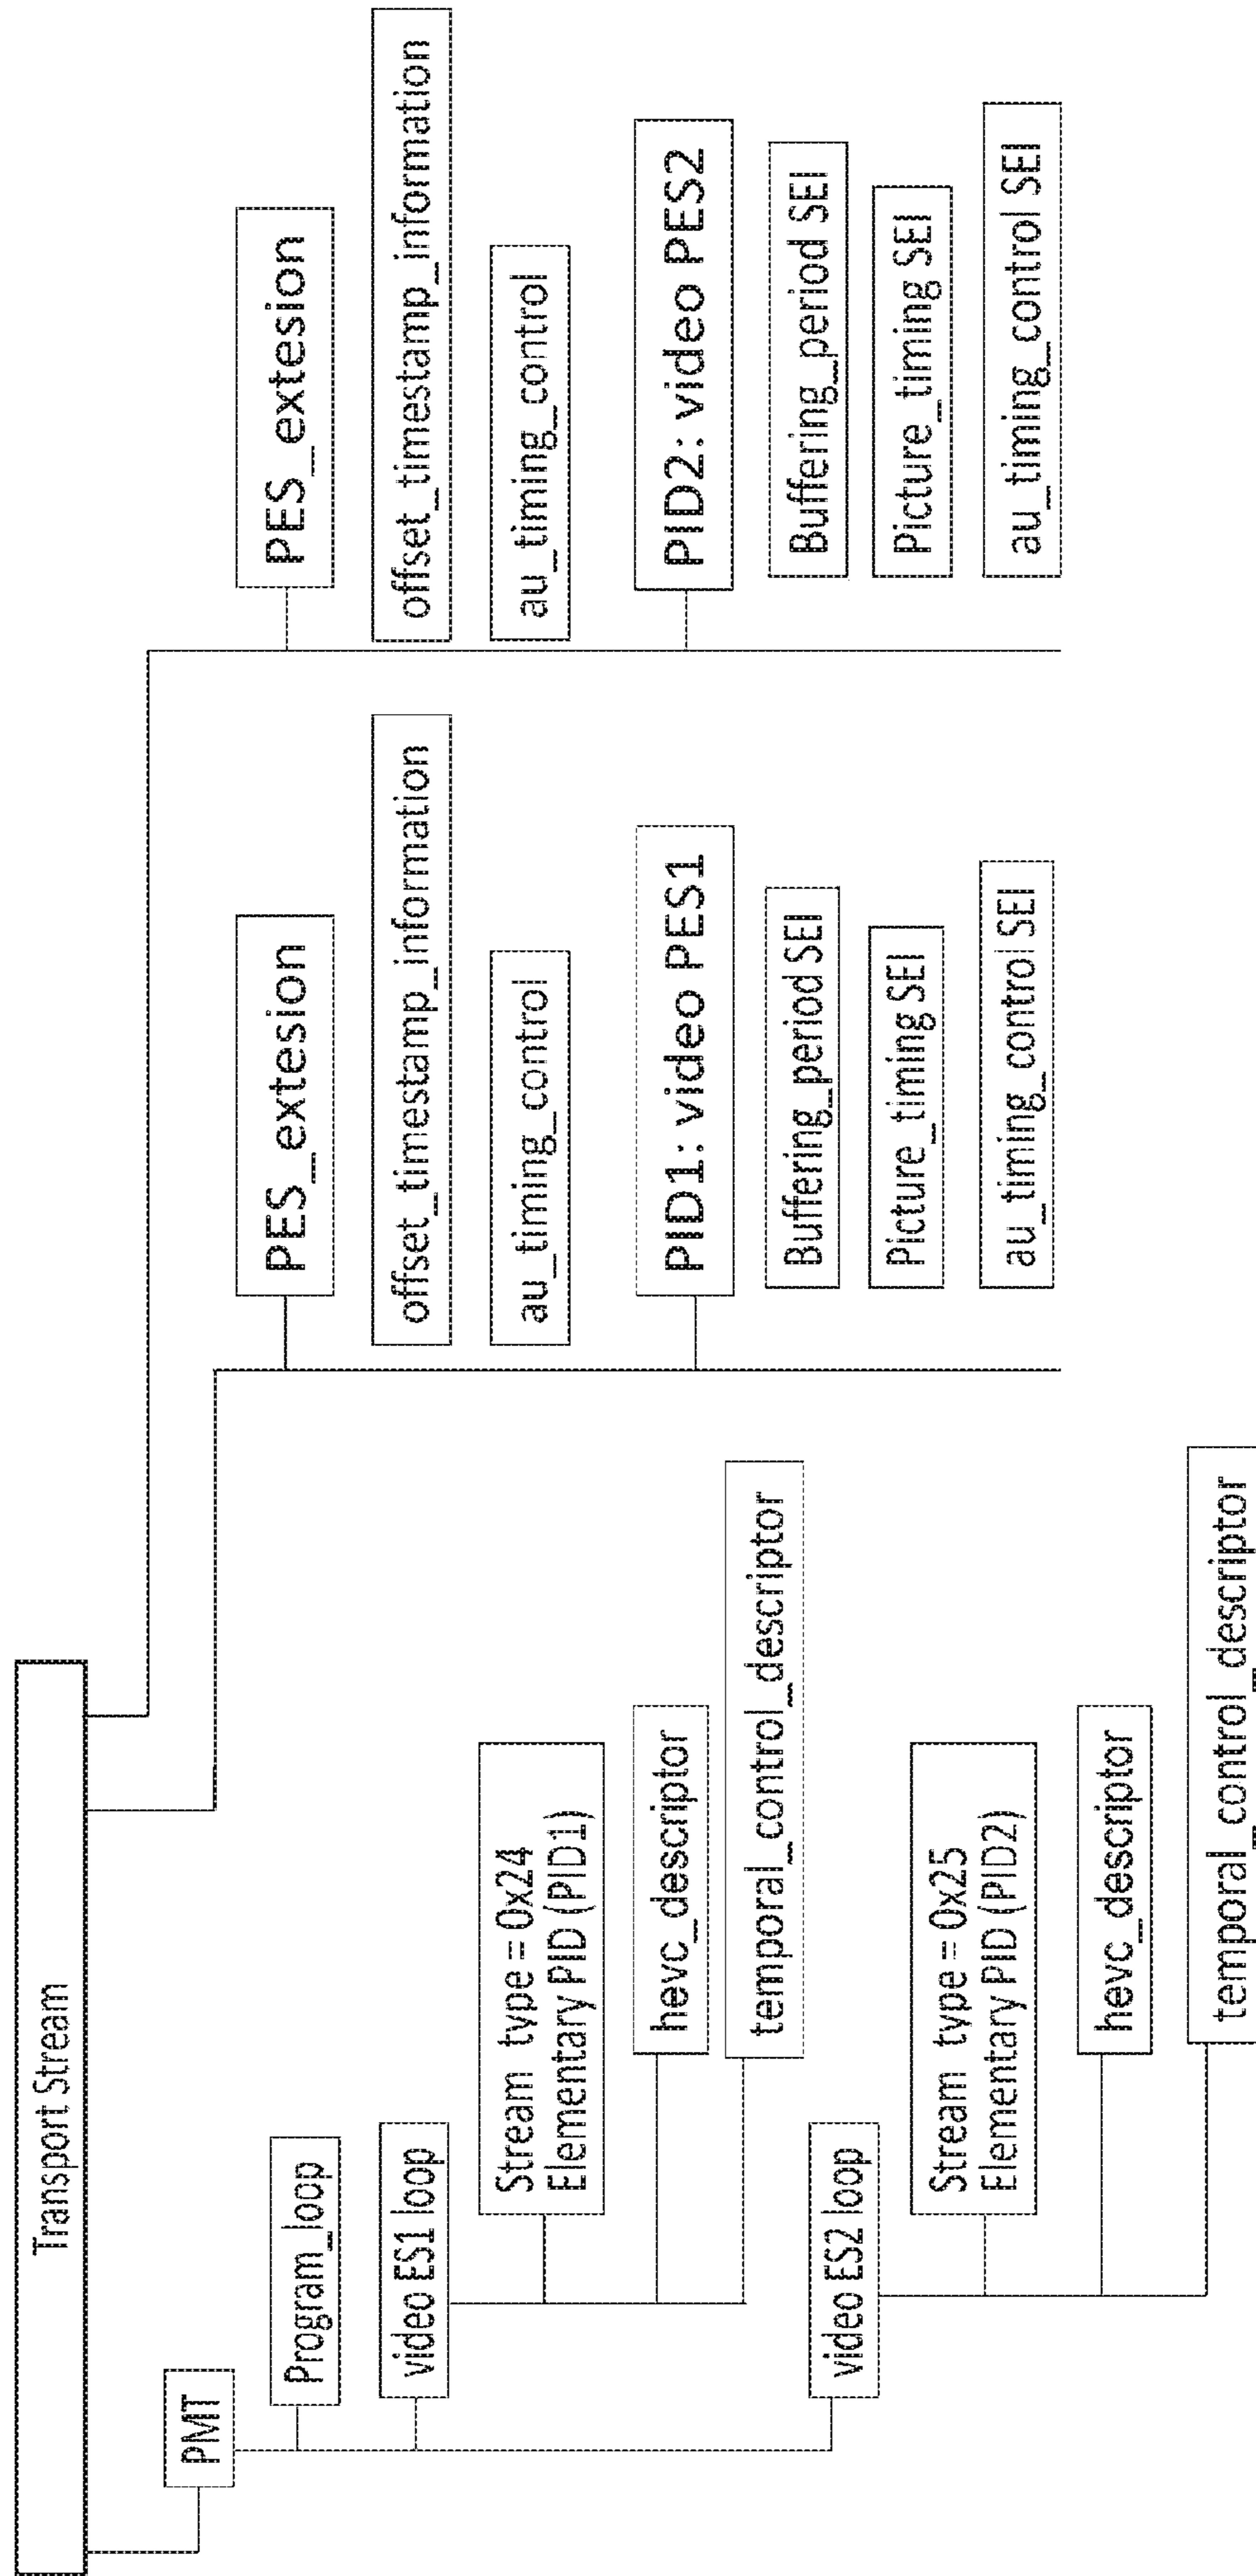 Transport Stream
PMT
Program_loop
video ES1 loop
Stream type = 0x24
Elementary PID (PID1)
hevc_descriptor
temporal_control_descriptor
video ES2 loop
Stream type = 0x25
Elementary PID (PID2)
hevc_descriptor
temporal_control_descriptor
PES_extesion
offset_timestamp_information
au_timing_control
PID1: video PES1
Buffering_period SEI
Picture_timing SEI
au_timing_control SEI
PES_extesion
offset_timestamp_information
au_timing_control
PID2: video PES2
Buffering_period SEI
Picture_timing SEI
au_timing_control SEI